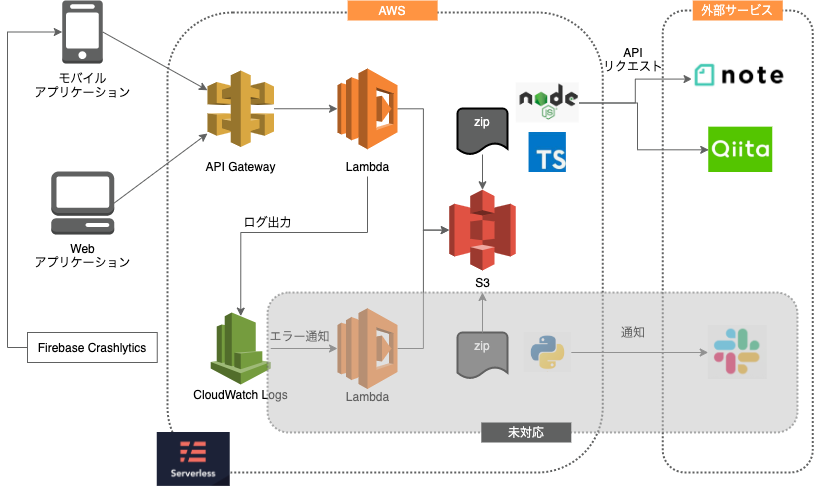 AWS
外部サービス
モバイル
アプリケーション
API Gateway
Lambda
zip
node
JS
TS
API
リクエスト
note
Qiita
Web
アプリケーション
ログ出力
S3
Firebase Crashlytics
エラー通知
CloudWatch Logs
Lambda
zip
通知
未対応
Serverless